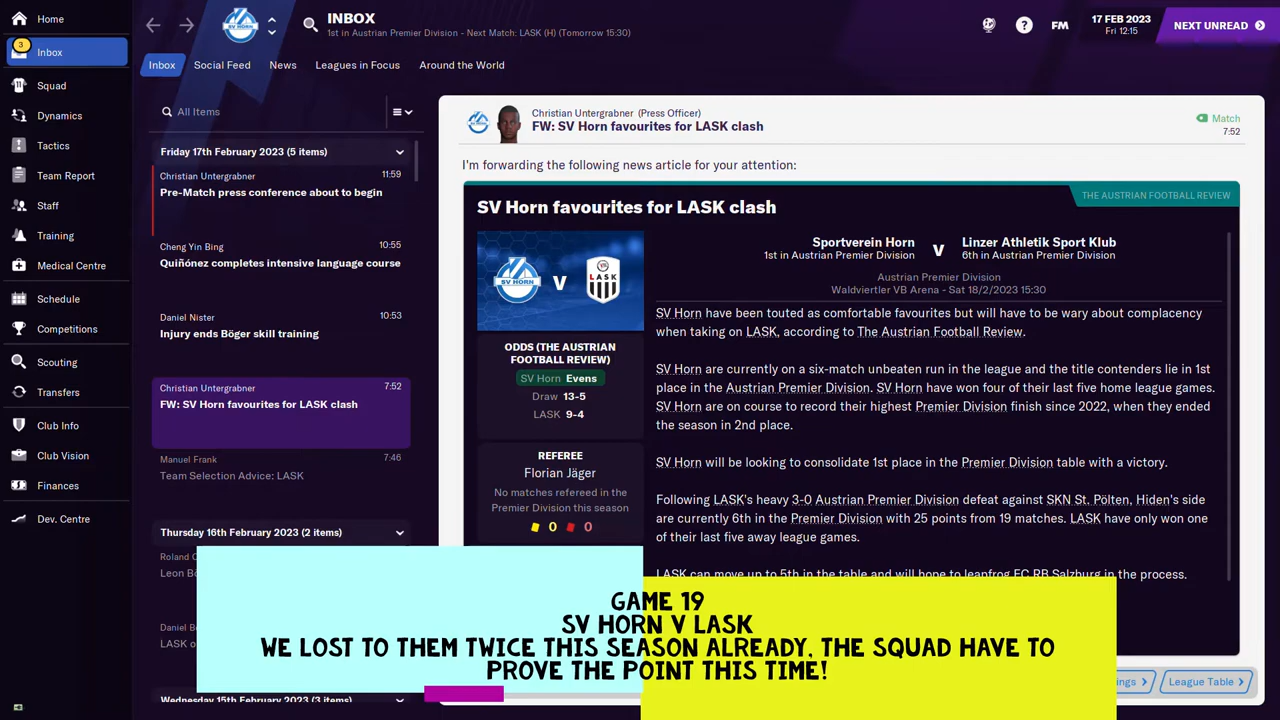 Home
3
Inbox
Squad
Dynamics
Tactics
Team Report
Staff
Training
Medical Centre
Schedule
Competitions
Scouting
Transfers
Club Info
Club Vision
Finances
Dev. Centre
SV HORN
INBOX
1st in Austrian Premier Division - Next Match: LASK (H) (Tomorrow 15:30)
?
FM
17 FEB 2023
Fri 12:15
NEXT UNREAD
Inbox
Social Feed
News
Leagues in Focus
Around the World
All Items
Friday 17th February 2023 (5 items)
Christian Untergrabner 11:59
Pre-Match press conference about to begin
Cheng Yin Bing 10:55
Quiñónez completes intensive language course
Daniel Nister 10:53
Injury ends Böger skill training
Christian Untergrabner 7:52
FW: SV Horn favourites for LASK clash
Manuel Frank 7:46
Team Selection Advice: LASK
Thursday 16th February 2023 (2 items)
Roland C
Leon Bö
Daniel B
LASK o
Wednesday 15th February 2023 (3 items)
Christian Untergrabner (Press Officer)
FW: SV Horn favourites for LASK clash
Match
7:52
I'm forwarding the following news article for your attention:
THE AUSTRIAN FOOTBALL REVIEW
SV Horn favourites for LASK clash
SV HORN
v
LASK
Sportverein Horn v Linzer Athletik Sport Klub
1st in Austrian Premier Division 6th in Austrian Premier Division
Austrian Premier Division
Waldviertler VB Arena - Sat 18/2/2023 15:30
ODDS (THE AUSTRIAN
FOOTBALL REVIEW)
SV Horn Evens
Draw 13-5
LASK 9-4
REFEREE
Florian Jäger
No matches refereed in the
Premier Division this season
0 0
SV Horn have been touted as comfortable favourites but will have to be wary about complacency
when taking on LASK, according to The Austrian Football Review.
SV Horn are currently on a six-match unbeaten run in the league and the title contenders lie in 1st
place in the Austrian Premier Division. SV Horn have won four of their last five home league games.
SV Horn are on course to record their highest Premier Division finish since 2022, when they ended
the season in 2nd place.
SV Horn will be looking to consolidate 1st place in the Premier Division table with a victory.
Following LASK's heavy 3-0 Austrian Premier Division defeat against SKN St. Pölten, Hiden's side
are currently 6th in the Premier Division with 25 points from 19 matches. LASK have only won one
of their last five away league games.
LASK can move up to 5th in the table and will hope to leapfrog FC RB Salzburg in the process.
ngs
League Table
GAME 19
SV HORN V LASK
WE LOST TO THEM TWICE THIS SEASON ALREADY, THE SQUAD HAVE TO
PROVE THE POINT THIS TIME!